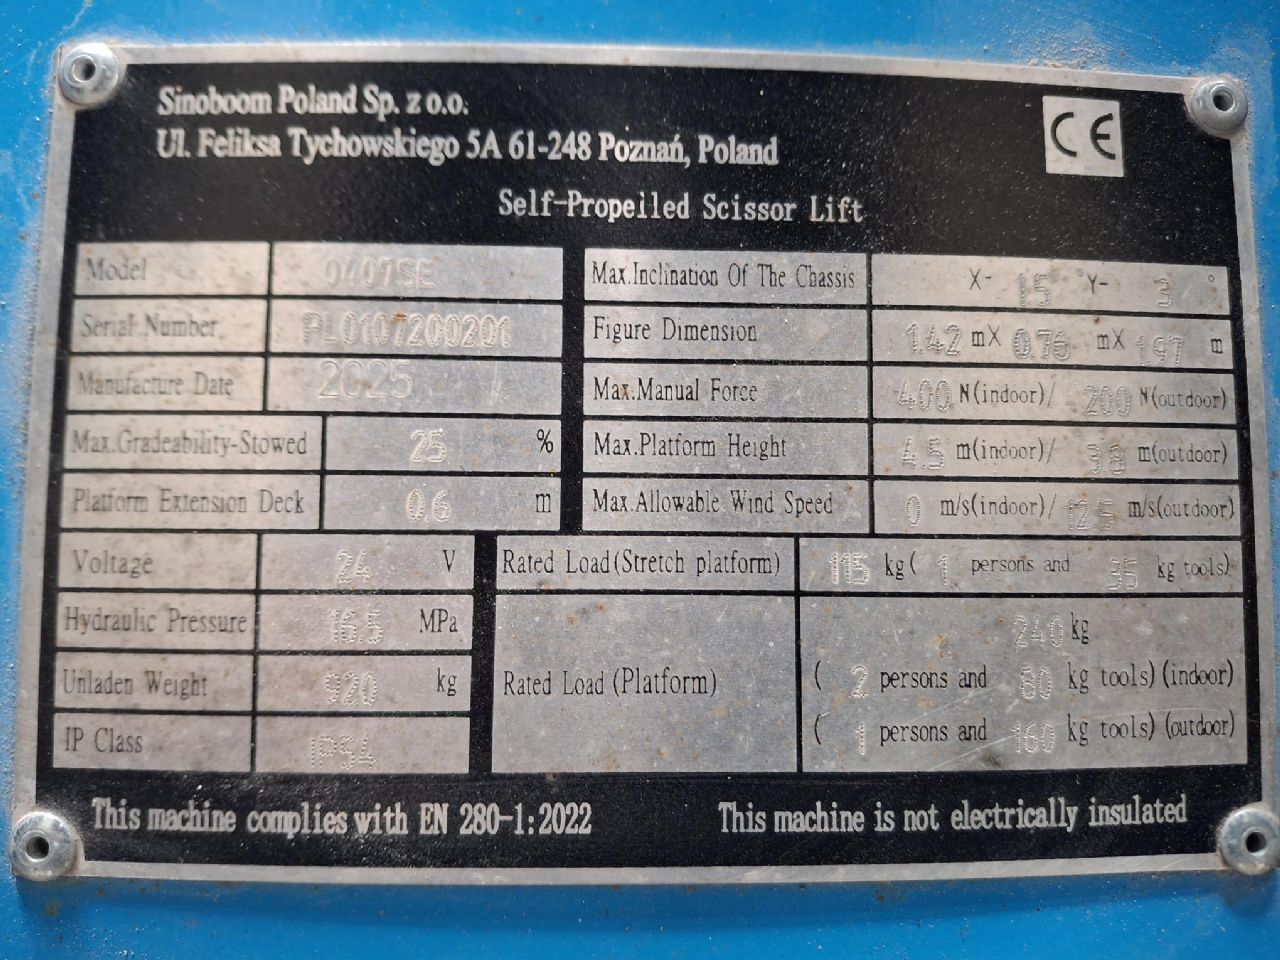 Sinoboom Poland Sp. z o.o.
Ul. Feliksa Tychowskiego 5A 61-248 Poznań, Poland
CE
Self-Propelled Scissor Lift
Model 0407SE
Serial Number PL0107200201
Manufacture Date 2025
Max.Gradeability-Stowed 25 %
Platform Extension Deck 0.6 m
Max.Inclination Of The Chassis X- 1.5 ° Y- 3 °
Figure Dimension 1.42 mX 0.76 mX 1.97 m
Max.Manual Force 400 N(indoor)/ 200 N(outdoor)
Max.Platform Height 4.5 m(indoor)/ 3.8 m(outdoor)
Max.Allowable Wind Speed 0 m/s(indoor)/ 12.5 m/s(outdoor)
Voltage 24 V
Hydraulic Pressure 16.5 MPa
Unladen Weight 920 kg
IP Class IP54
Rated Load(Stretch platform) 115 kg( 1 persons and 35 kg tools)
Rated Load(Platform)
240 kg
( 2 persons and 80 kg tools)(indoor)
( 1 persons and 160 kg tools)(outdoor)
This machine complies with EN 280-1:2022
This machine is not electrically insulated